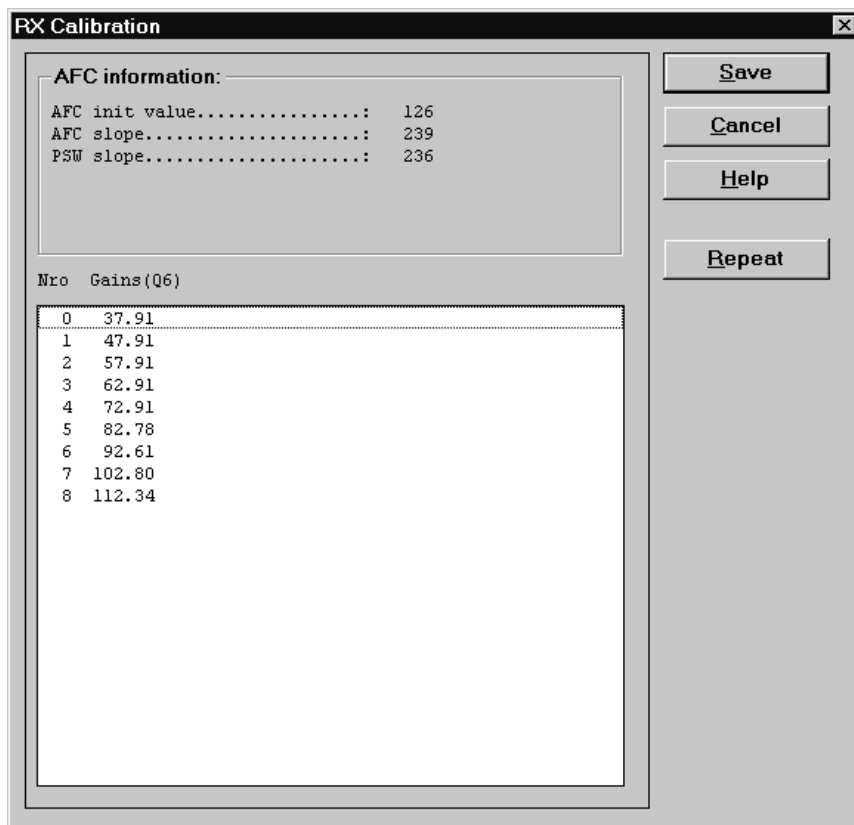 RX Calibration
AFC information:
AFC init value................: 126
AFC slope.....................: 239
PSW slope.....................: 236
Nro Gains(Q6)
0 37.91
1 47.91
2 57.91
3 62.91
4 72.91
5 82.78
6 92.61
7 102.80
8 112.34
Save
Cancel
Help
Repeat